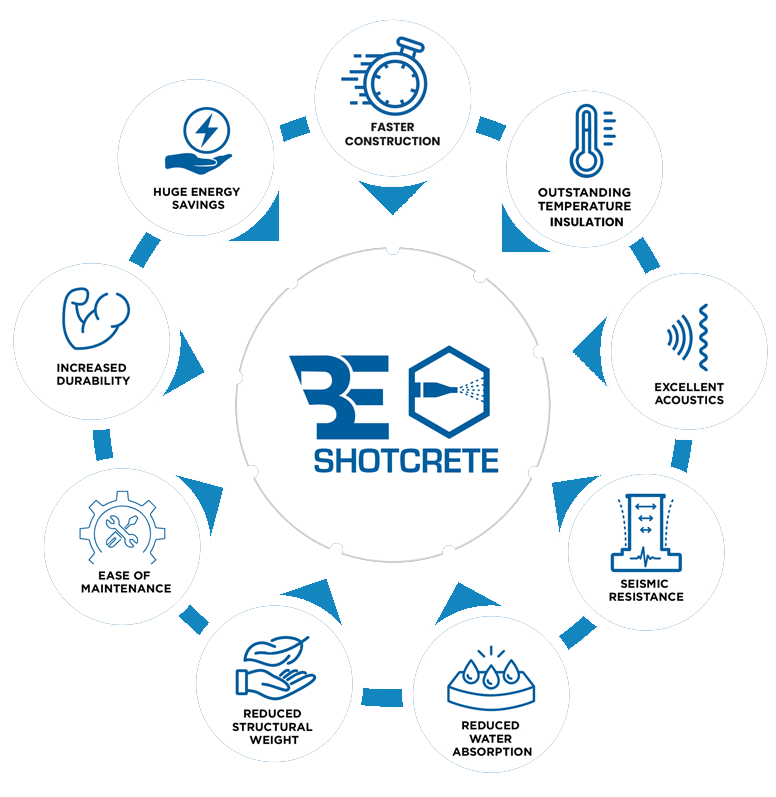 FASTER
CONSTRUCTION
OUTSTANDING
TEMPERATURE
INSULATION
EXCELLENT
ACOUSTICS
SEISMIC
RESISTANCE
REDUCED
WATER
ABSORPTION
REDUCED
STRUCTURAL
WEIGHT
EASE OF
MAINTENANCE
INCREASED
DURABILITY
HUGE ENERGY
SAVINGS
BE
SHOTCRETE